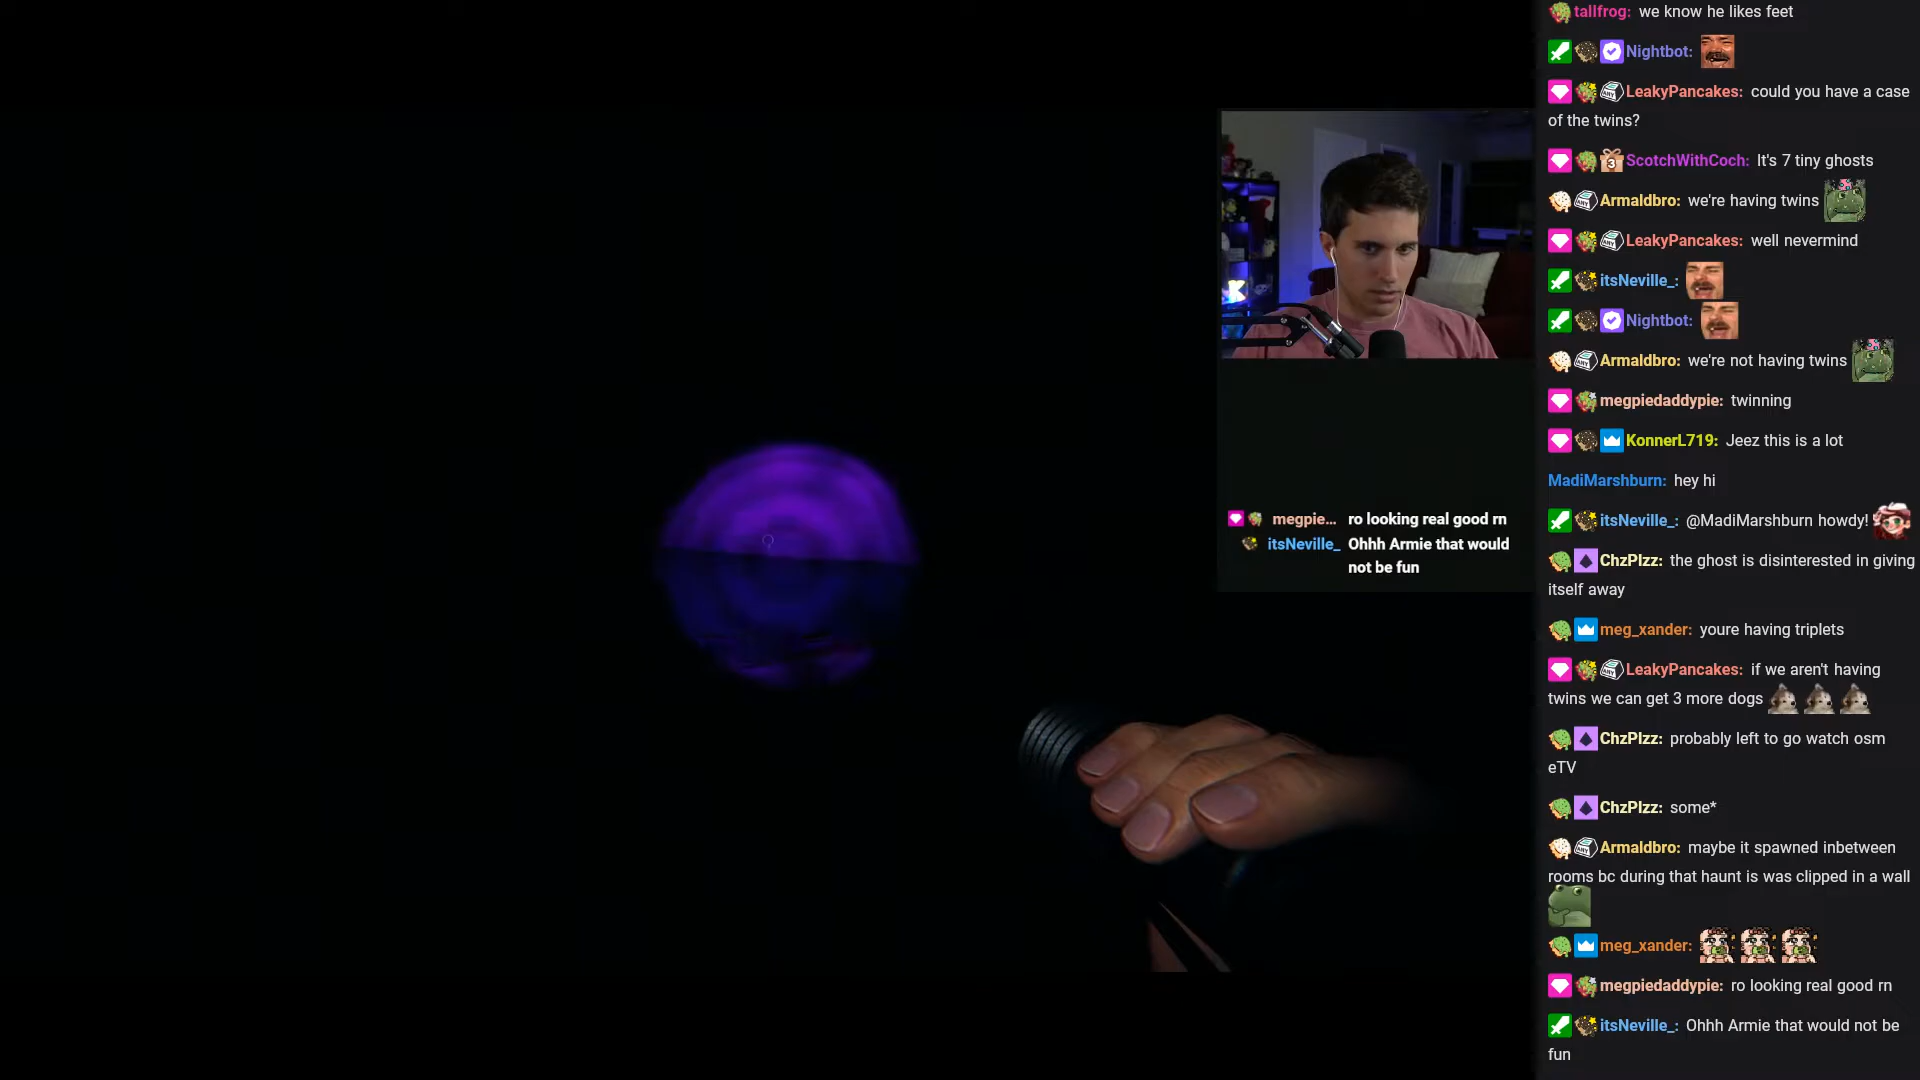 tallfrog: we know he likes feet
Nightbot:
LeakyPancakes: could you have a case
of the twins?
ScotchWithCoch: It's 7 tiny ghosts
Armaldbro: we're having twins
LeakyPancakes: well nevermind
itsNeville_:
Nightbot:
Armaldbro: we're not having twins
megpiedaddypie: twinning
KonnerL719: Jeez this is a lot
MadiMarshburn: hey hi
itsNeville_: @MadiMarshburn howdy!
ChzPlzz: the ghost is disinterested in giving
itself away
meg_xander: youre having triplets
LeakyPancakes: if we aren't having
twins we can get 3 more dogs
ChzPlzz: probably left to go watch osm
eTV
ChzPlzz: some*
Armaldbro: maybe it spawned inbetween
rooms bc during that haunt is was clipped in a wall
meg_xander:
megpiedaddypie: ro looking real good rn
itsNeville_: Ohhh Armie that would not be
fun
megpie... ro looking real good rn
itsNeville_ Ohhh Armie that would
not be fun
K